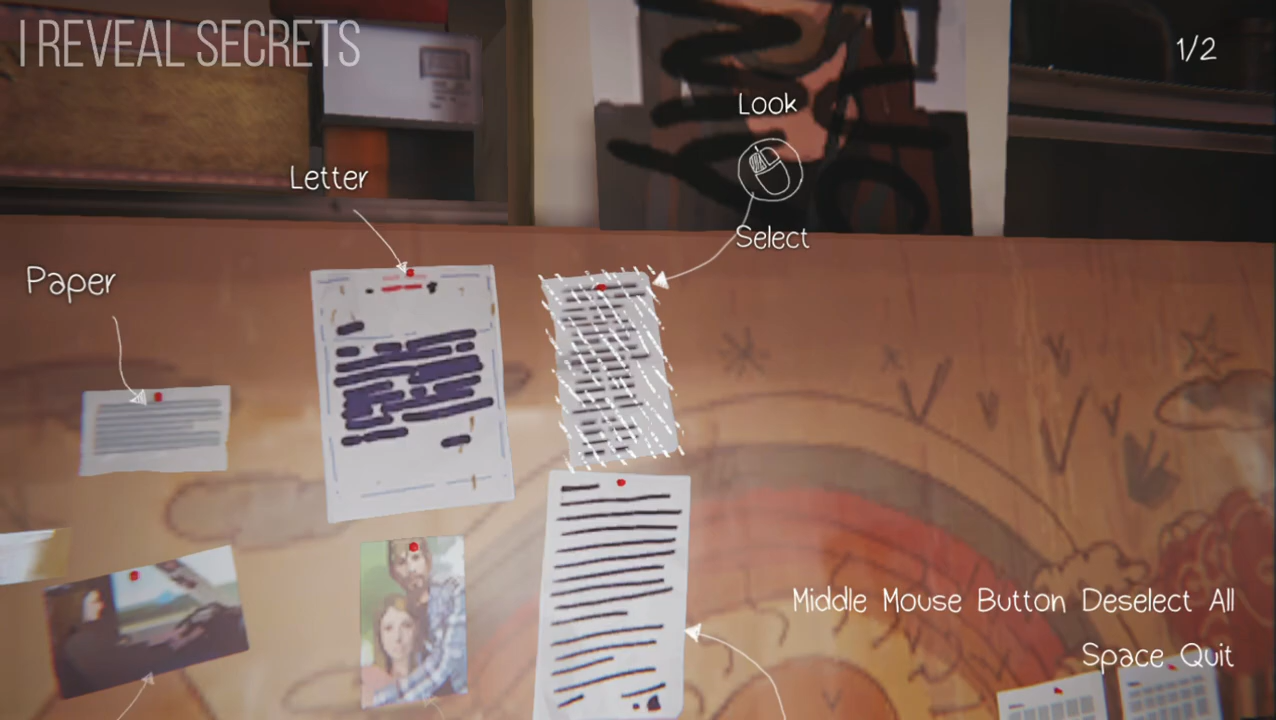 I REVEAL SECRETS
1/2
Look
Letter
Select
Paper
Middle Mouse Button Deselect All
Space Quit